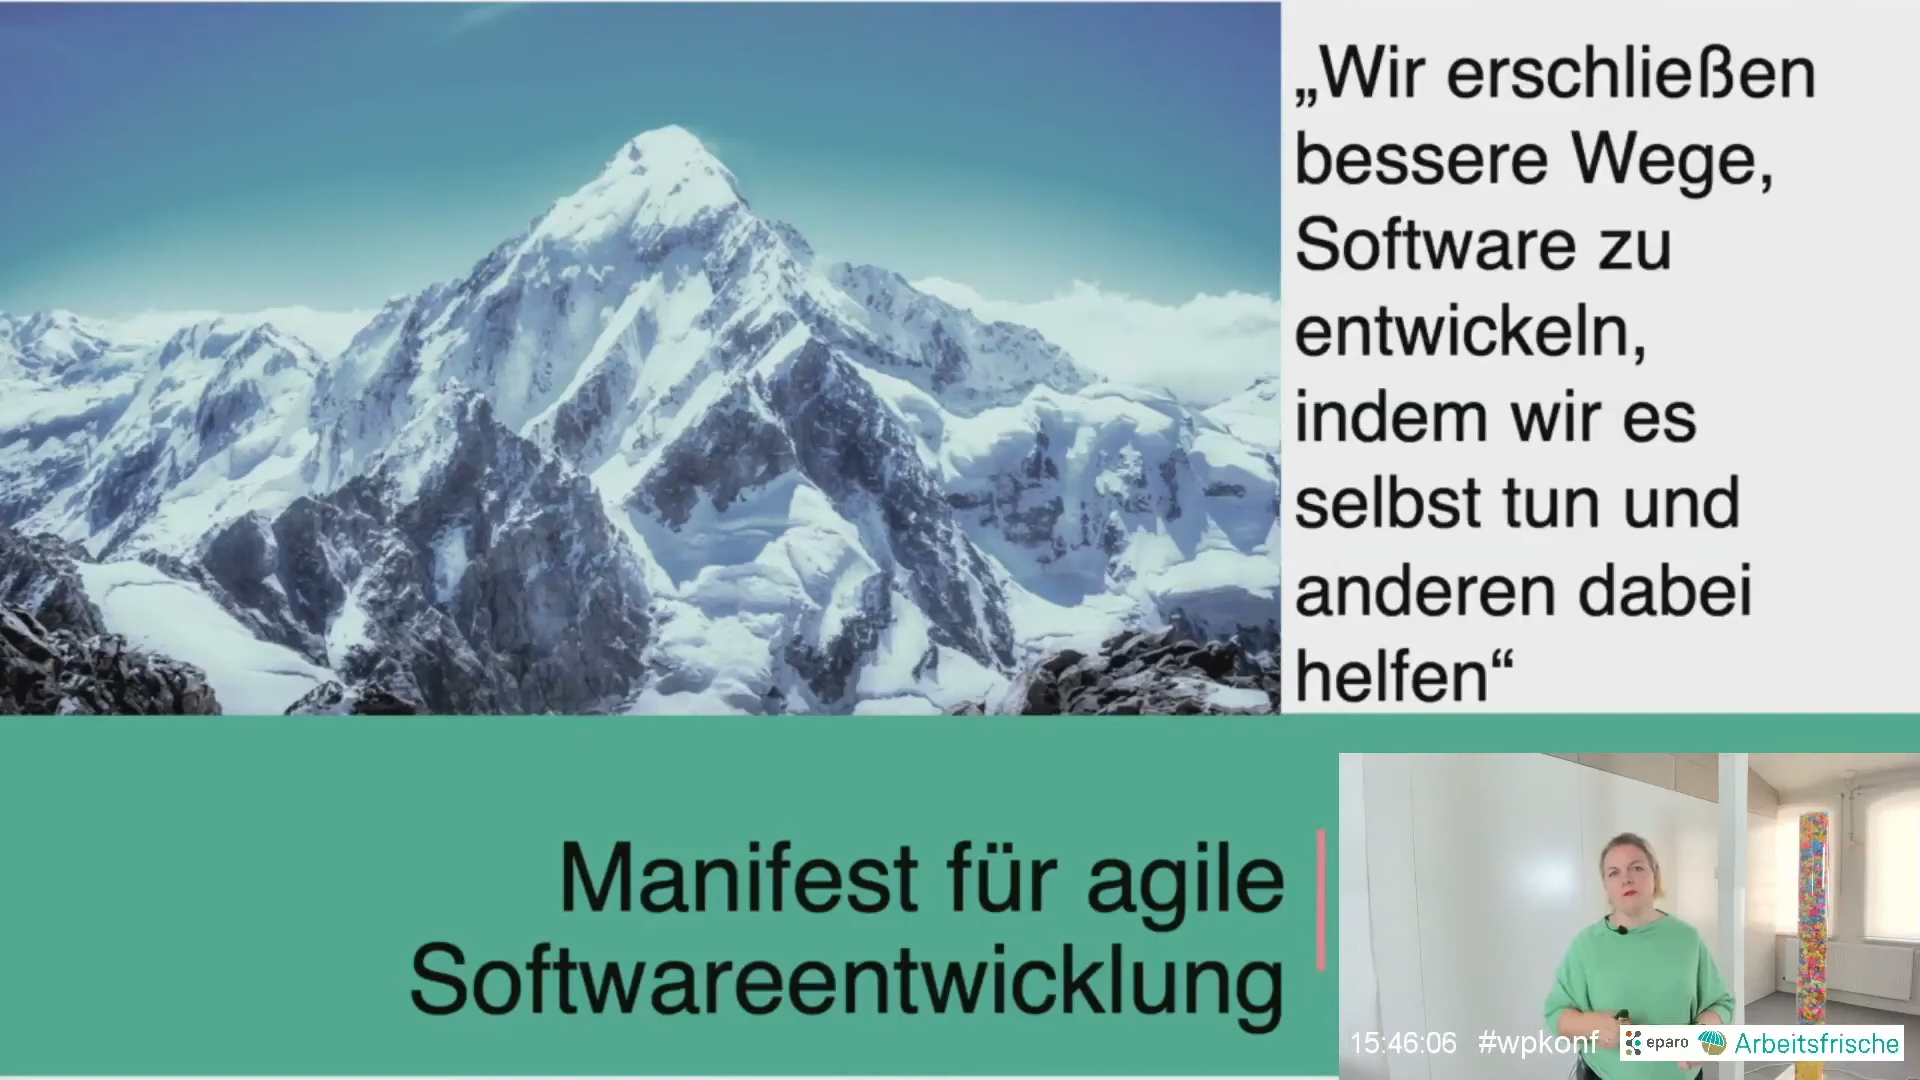 „Wir erschließen
bessere Wege,
Software zu
entwickeln,
indem wir es
selbst tun und
anderen dabei
helfen“
Manifest für agile
Softwareentwicklung
15:46:06 #wpkonf eparo Arbeitsfrische